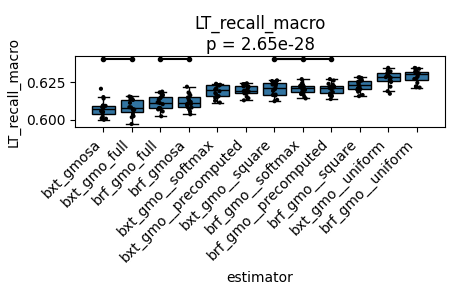 LT_recall_macro
p = 2.65e-28
LT_recall_macro
0.625
0.600
bxt_gmosa
bxt_gmo_full
brf_gmo_full
brf_gmosa
bxt_gmo__softmax
bxt_gmo__precomputed
bxt_gmo__square
brf_gmo__softmax
brf_gmo__precomputed
brf_gmo__square
bxt_gmo__uniform
brf_gmo__uniform
estimator